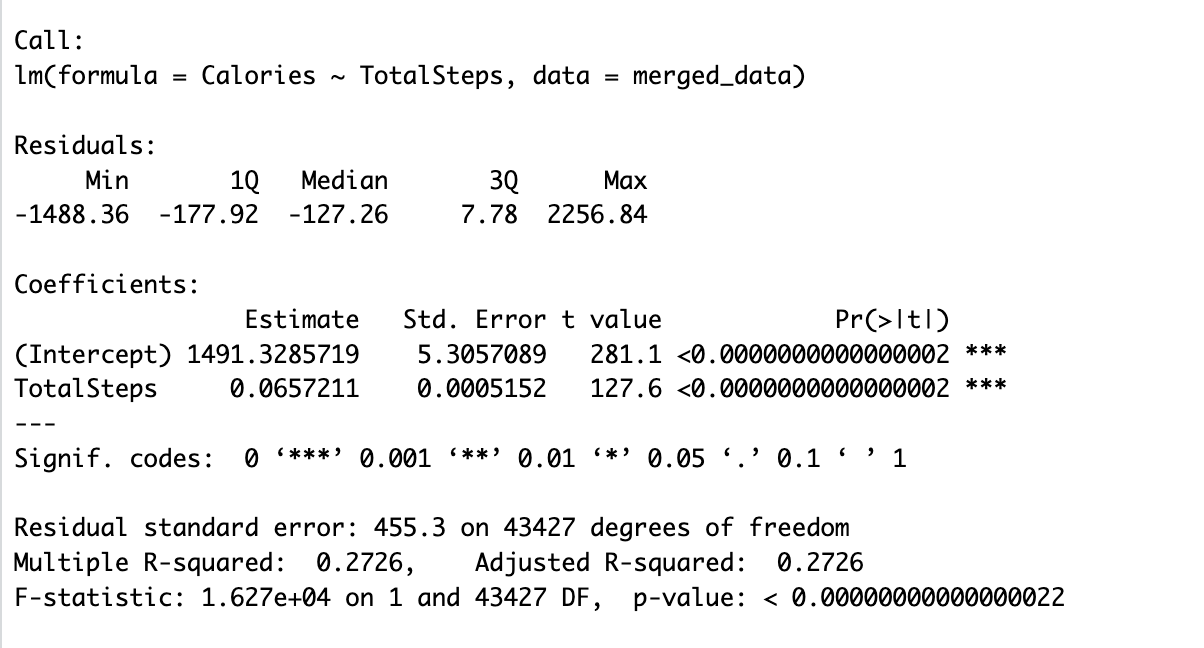 Call:
lm(formula = Calories ~ TotalSteps, data = merged_data)
Residuals:
Min 1Q Median 3Q Max
-1488.36 -177.92 -127.26 7.78 2256.84
Coefficients:
Estimate Std. Error t value Pr(>|t|)
(Intercept) 1491.3285719 5.3057089 281.1 <0.0000000000000002 ***
TotalSteps 0.0657211 0.0005152 127.6 <0.0000000000000002 ***
---
Signif. codes: 0 ‘***’ 0.001 ‘**’ 0.01 ‘*’ 0.05 ‘.’ 0.1 ‘ ’ 1
Residual standard error: 455.3 on 43427 degrees of freedom
Multiple R-squared: 0.2726, Adjusted R-squared: 0.2726
F-statistic: 1.627e+04 on 1 and 43427 DF, p-value: < 0.00000000000000022